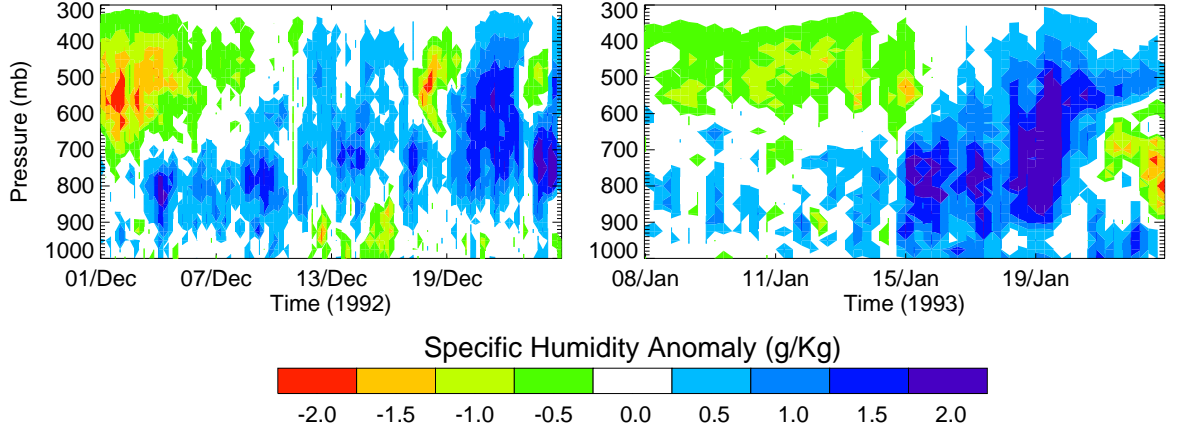 300
400
500
600
700
800
900
1000
Pressure (mb)
01/Dec 07/Dec 13/Dec 19/Dec
Time (1992)
300
400
500
600
700
800
900
1000
08/Jan 11/Jan 15/Jan 19/Jan
Time (1993)
Specific Humidity Anomaly (g/Kg)
-2.0 -1.5 -1.0 -0.5 0.0 0.5 1.0 1.5 2.0